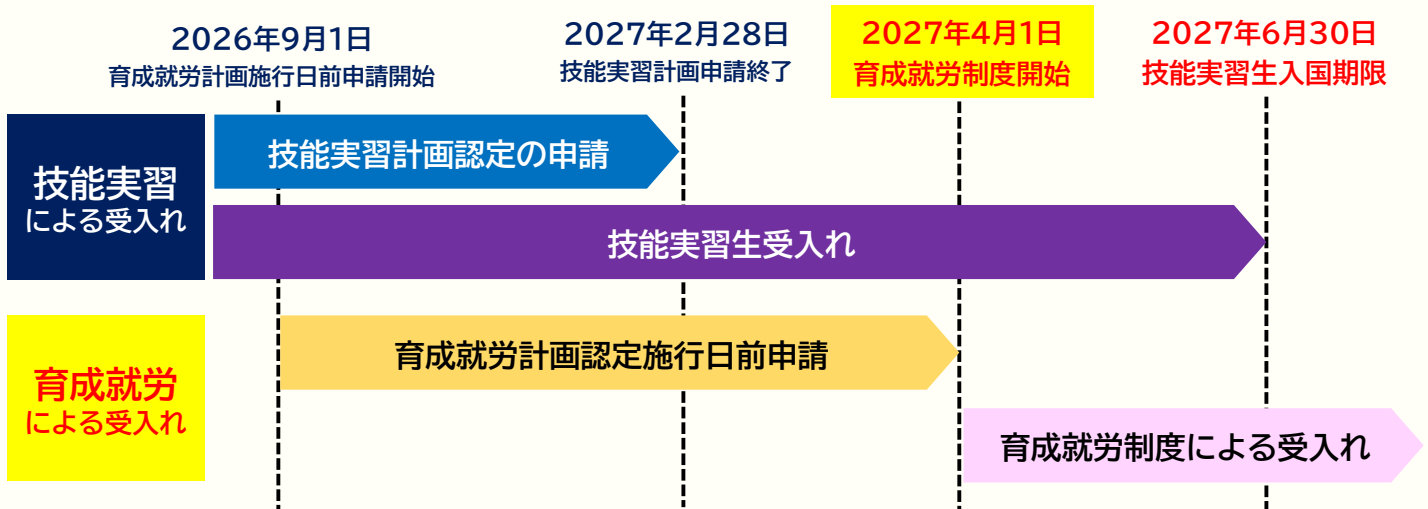 2026年9月1日
育成就労計画施行日前申請開始
2027年2月28日
技能実習計画申請終了
2027年4月1日
育成就労制度開始
2027年6月30日
技能実習生入国期限
技能実習
による受入れ
技能実習計画認定の申請
技能実習生受入れ
育成就労
による受入れ
育成就労計画認定施行日前申請
育成就労制度による受入れ